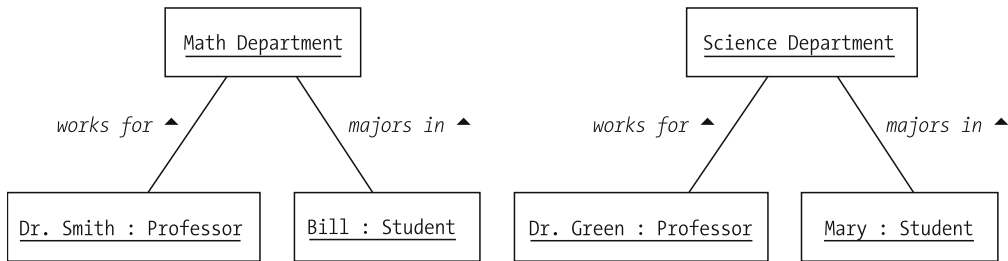 Math Department
Science Department
works for ▲
majors in ▲
works for ▲
majors in ▲
Dr. Smith : Professor
Bill : Student
Dr. Green : Professor
Mary : Student